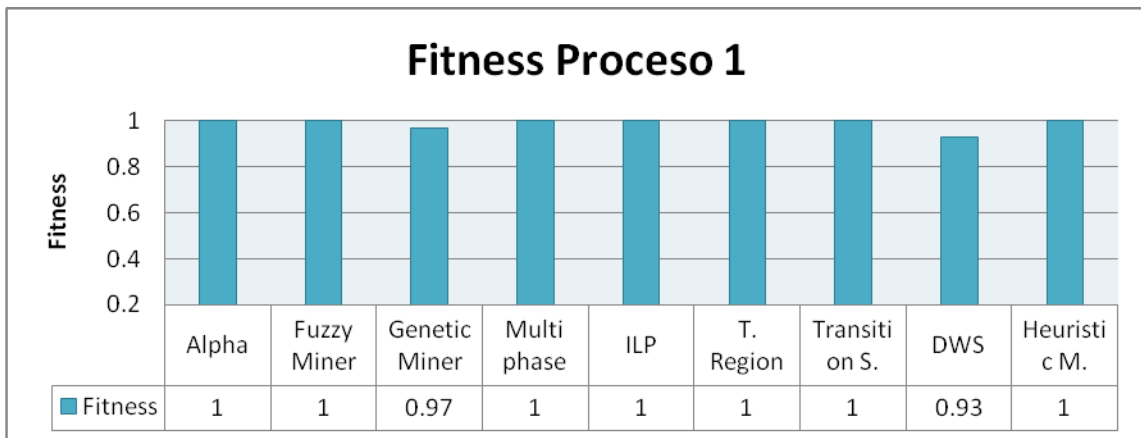 Fitness Proceso 1
Fitness
1
0.8
0.6
0.4
0.2
Alpha
Fuzzy
Miner
Genetic
Miner
Multi
phase
ILP
T.
Region
Transiti
on S.
DWS
Heuristi
c M.
Fitness 1 1 0.97 1 1 1 1 0.93 1